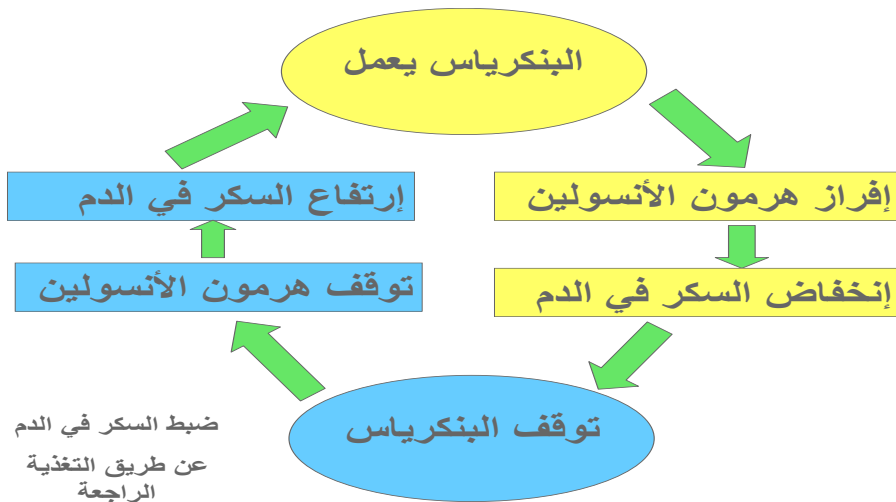 البنكرياس يعمل
إفراز هرمون الأنسولين
إنخفاض السكر في الدم
توقف البنكرياس
توقف هرمون الأنسولين
إرتفاع السكر في الدم
ضبط السكر في الدم
عن طريق التغذية
الراجعة